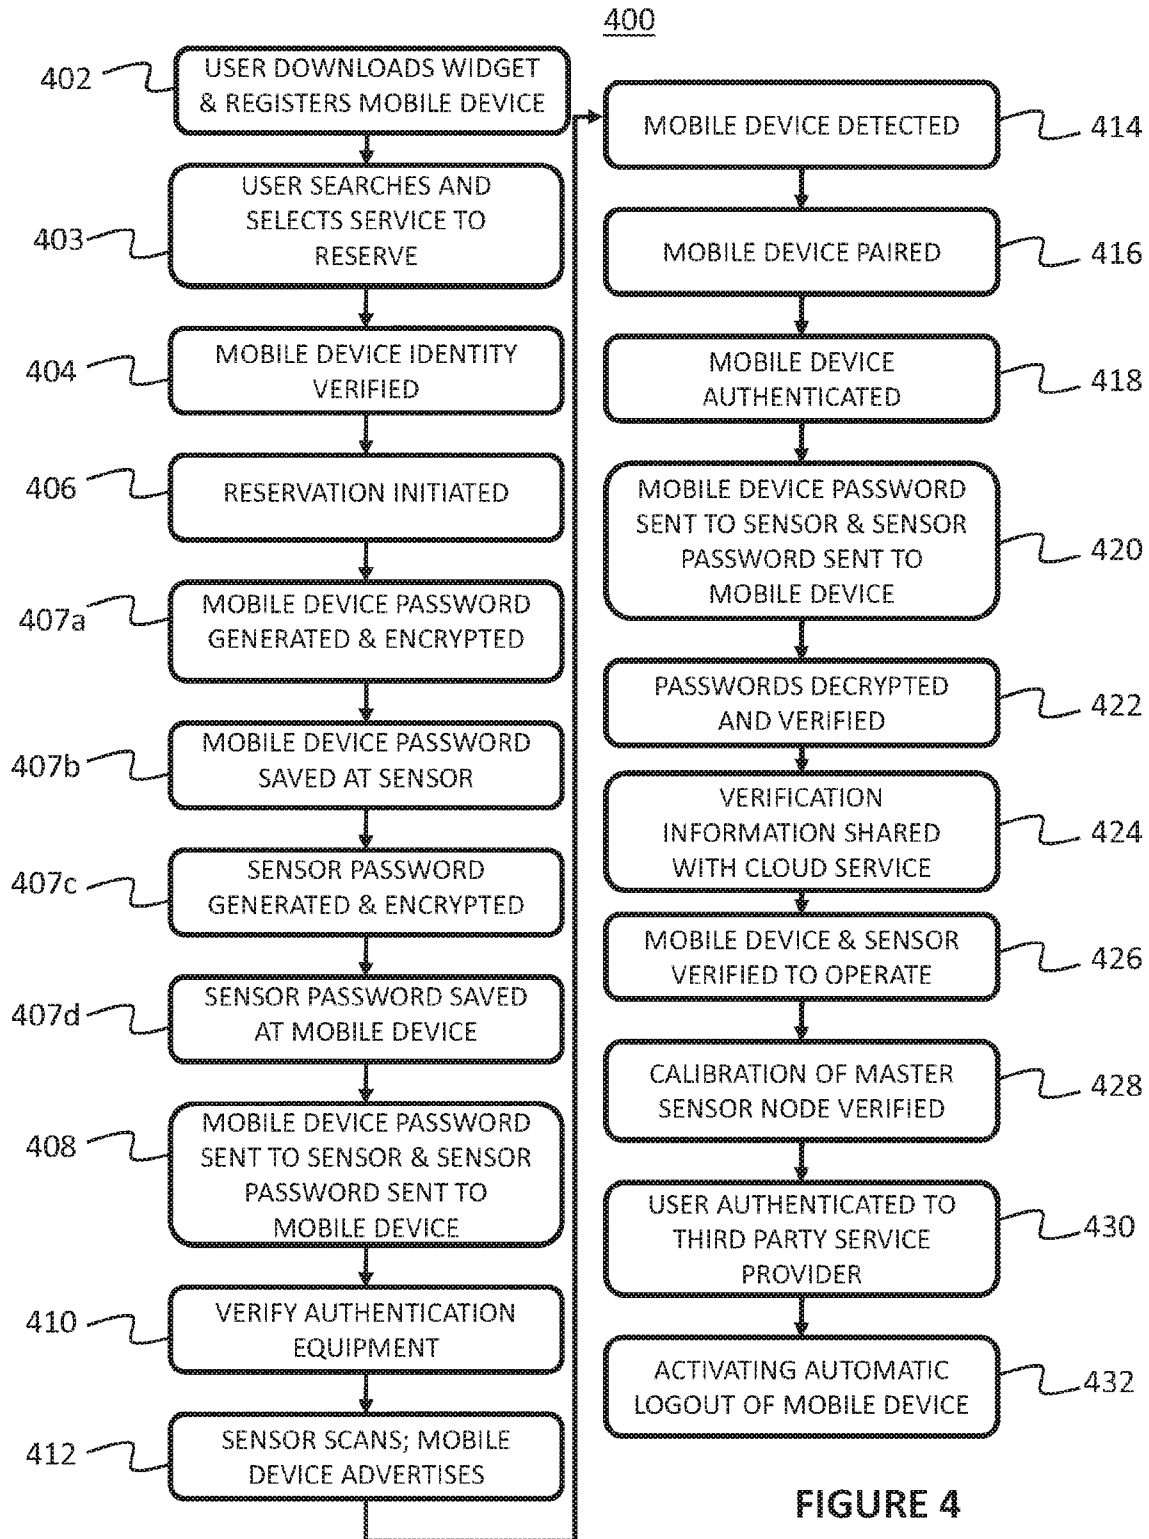 400
402
USER DOWNLOADS WIDGET
& REGISTERS MOBILE DEVICE
403
USER SEARCHES AND
SELECTS SERVICE TO
RESERVE
404
MOBILE DEVICE IDENTITY
VERIFIED
406
RESERVATION INITIATED
407a
MOBILE DEVICE PASSWORD
GENERATED & ENCRYPTED
407b
MOBILE DEVICE PASSWORD
SAVED AT SENSOR
407c
SENSOR PASSWORD
GENERATED & ENCRYPTED
407d
SENSOR PASSWORD SAVED
AT MOBILE DEVICE
408
MOBILE DEVICE PASSWORD
SENT TO SENSOR & SENSOR
PASSWORD SENT TO
MOBILE DEVICE
410
VERIFY AUTHENTICATION
EQUIPMENT
412
SENSOR SCANS; MOBILE
DEVICE ADVERTISES
MOBILE DEVICE DETECTED
414
MOBILE DEVICE PAIRED
416
MOBILE DEVICE
AUTHENTICATED
418
MOBILE DEVICE PASSWORD
SENT TO SENSOR & SENSOR
PASSWORD SENT TO
MOBILE DEVICE
420
PASSWORDS DECRYPTED
AND VERIFIED
422
VERIFICATION
INFORMATION SHARED
WITH CLOUD SERVICE
424
MOBILE DEVICE & SENSOR
VERIFIED TO OPERATE
426
CALIBRATION OF MASTER
SENSOR NODE VERIFIED
428
USER AUTHENTICATED TO
THIRD PARTY SERVICE
PROVIDER
430
ACTIVATING AUTOMATIC
LOGOUT OF MOBILE DEVICE
432
FIGURE 4